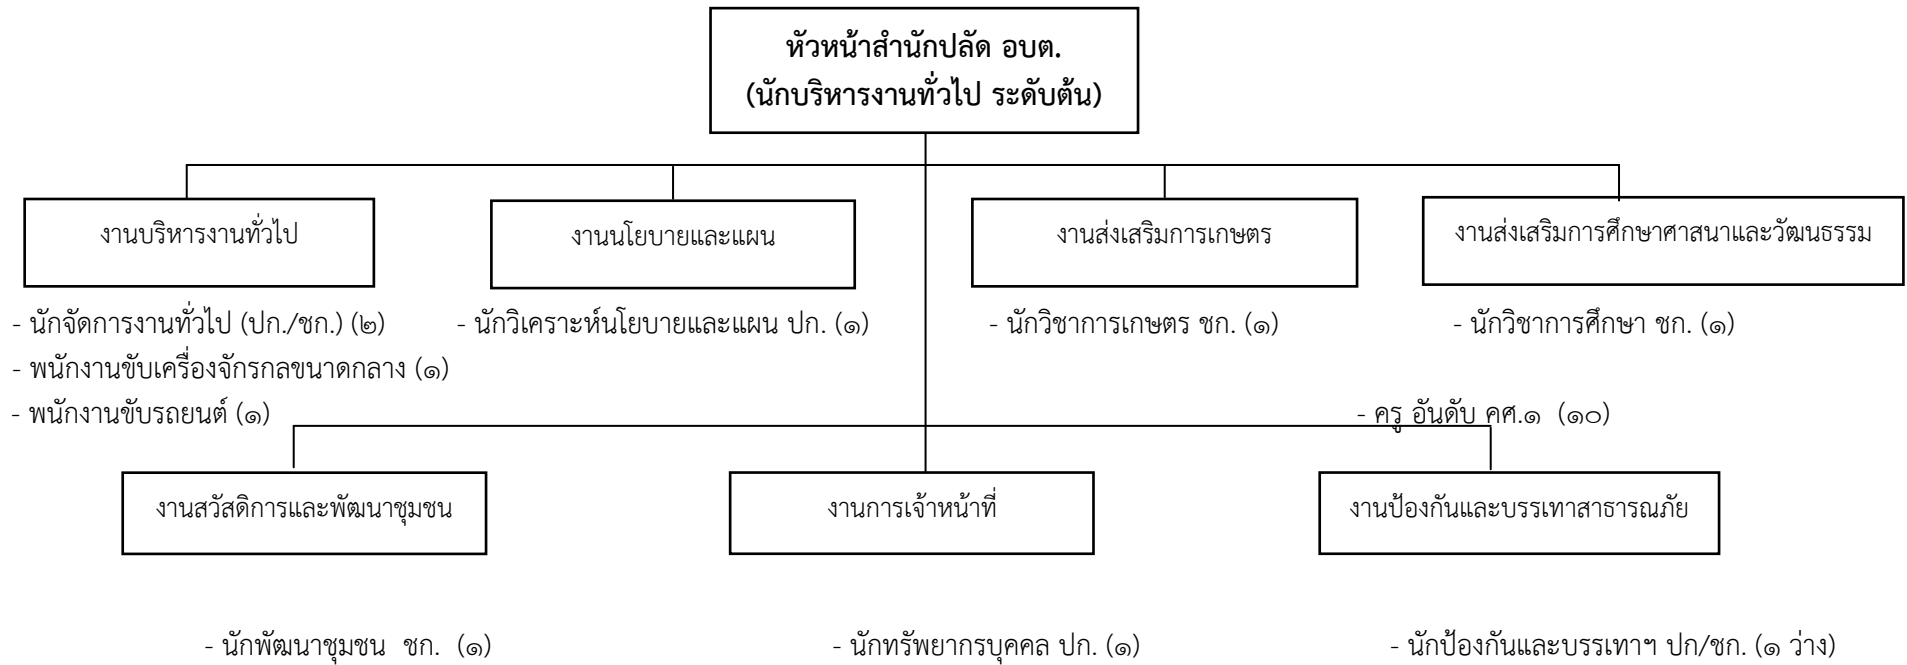 หัวหน้าสำนักปลัด อบต.
(นักบริหารงานทั่วไป ระดับต้น)
งานบริหารงานทั่วไป
งานนโยบายและแผน
งานส่งเสริมการเกษตร
งานส่งเสริมการศึกษาศาสนาและวัฒนธรรม
- นักจัดการงานทั่วไป (ปก./ชก.) (๒)
- นักวิเคราะห์นโยบายและแผน ปก. (๑)
- นักวิชาการเกษตร ชก. (๑)
- นักวิชาการศึกษา ชก. (๑)
- พนักงานขับเครื่องจักรกลขนาดกลาง (๑)
- พนักงานขับรถยนต์ (๑)
- ครู อันดับ คศ.๑ (๑๐)
งานสวัสดิการและพัฒนาชุมชน
งานการเจ้าหน้าที่
งานป้องกันและบรรเทาสาธารณภัย
- นักพัฒนาชุมชน ชก. (๑)
- นักทรัพยากรบุคคล ปก. (๑)
- นักป้องกันและบรรเทาฯ ปก/ชก. (๑ ว่าง)